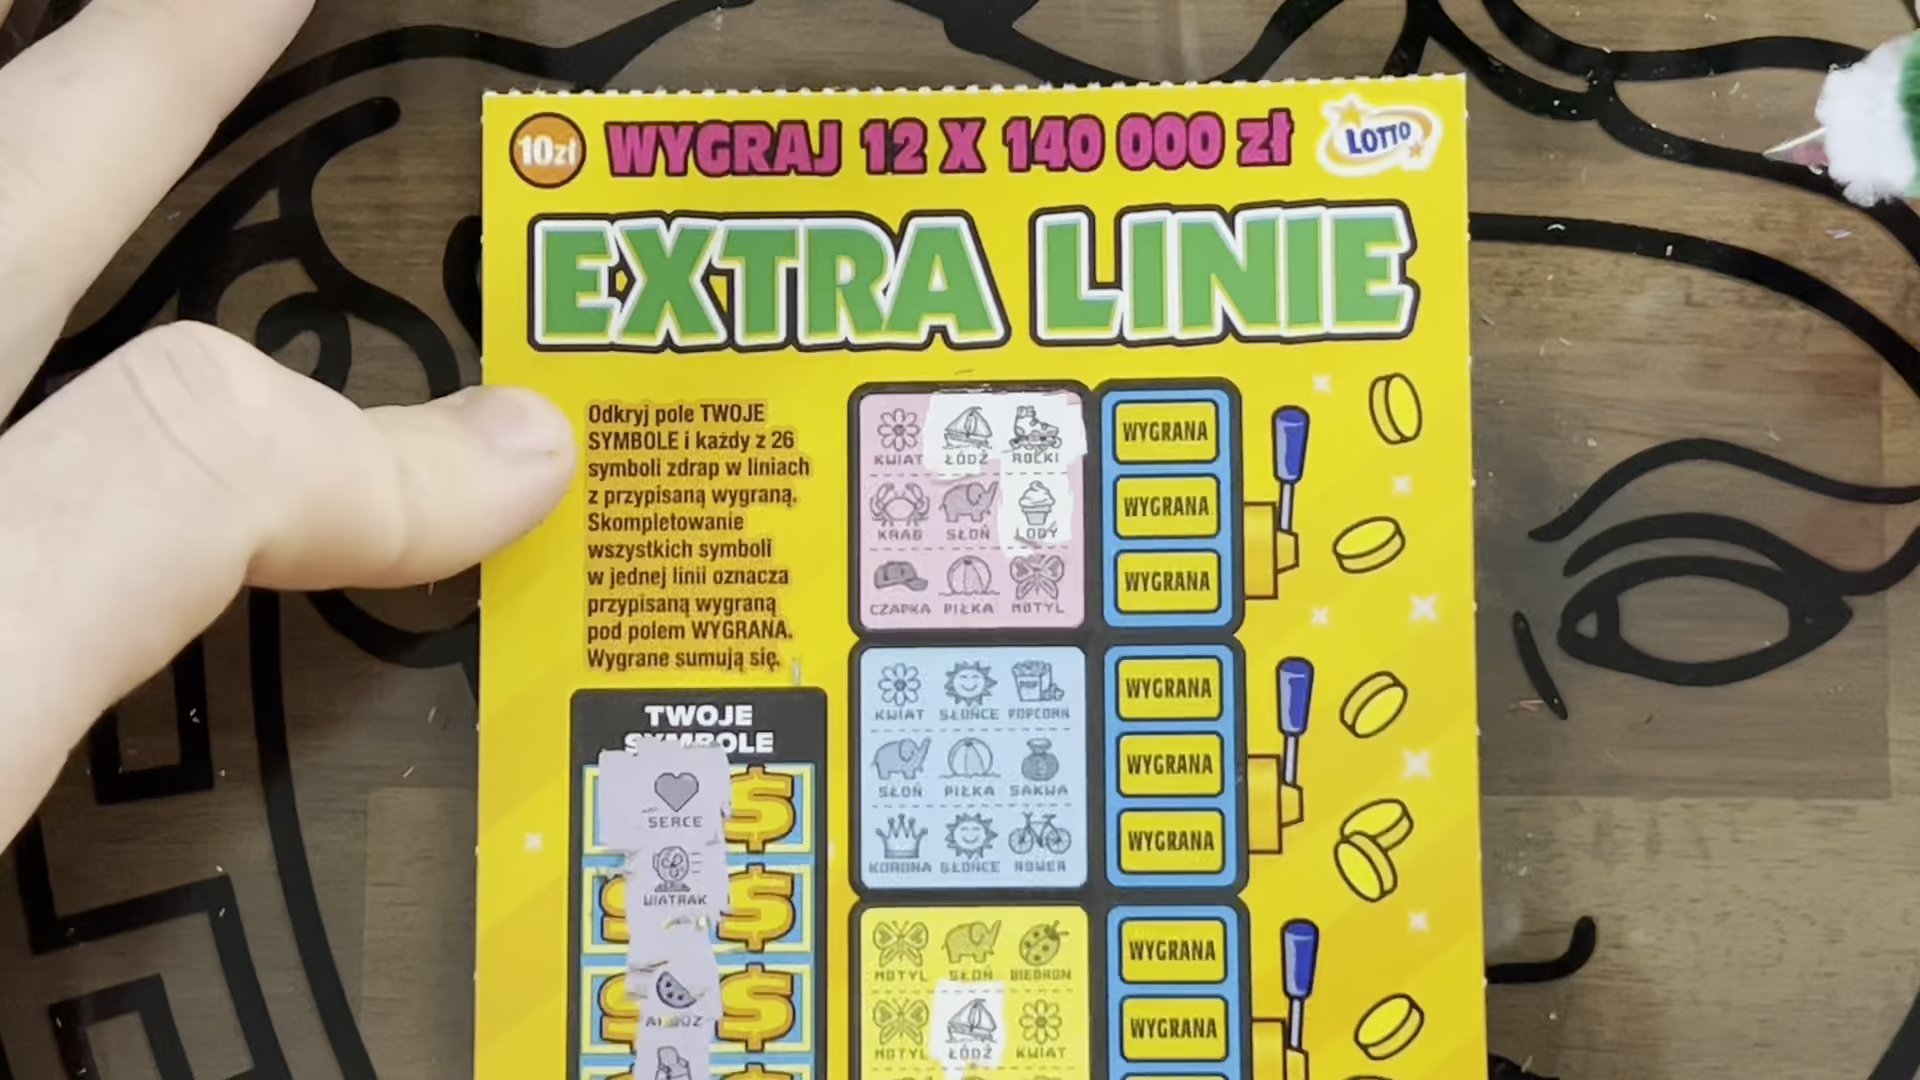 10zł WYGRAJ 12 X 140 000 zł LOTTO
EXTRA LINIE
Odkryj pole TWOJE
SYMBOLE i każdy z 26
symboli zdrap w liniach
z przypisaną wygraną.
Skompletowanie
wszystkich symboli
w jednej linii oznacza
przypisaną wygraną
pod polem WYGRANA.
Wygrane sumują się.
TWOJE
SYMBOLE
SERCE
WIATRAK
KWIAT ŁÓDŹ ROLKI WYGRANA
KRAB SŁOŃ LODY WYGRANA
CZAPKA PIŁKA MOTYL WYGRANA
KWIAT SŁOŃCE POPCORN WYGRANA
POP
SŁOŃ PIŁKA SAKWA WYGRANA
KORONA SŁOŃCE ROWER WYGRANA
MOTYL SŁOŃ BIEDRON WYGRANA
MOTYL ŁÓDŹ KWIAT WYGRANA